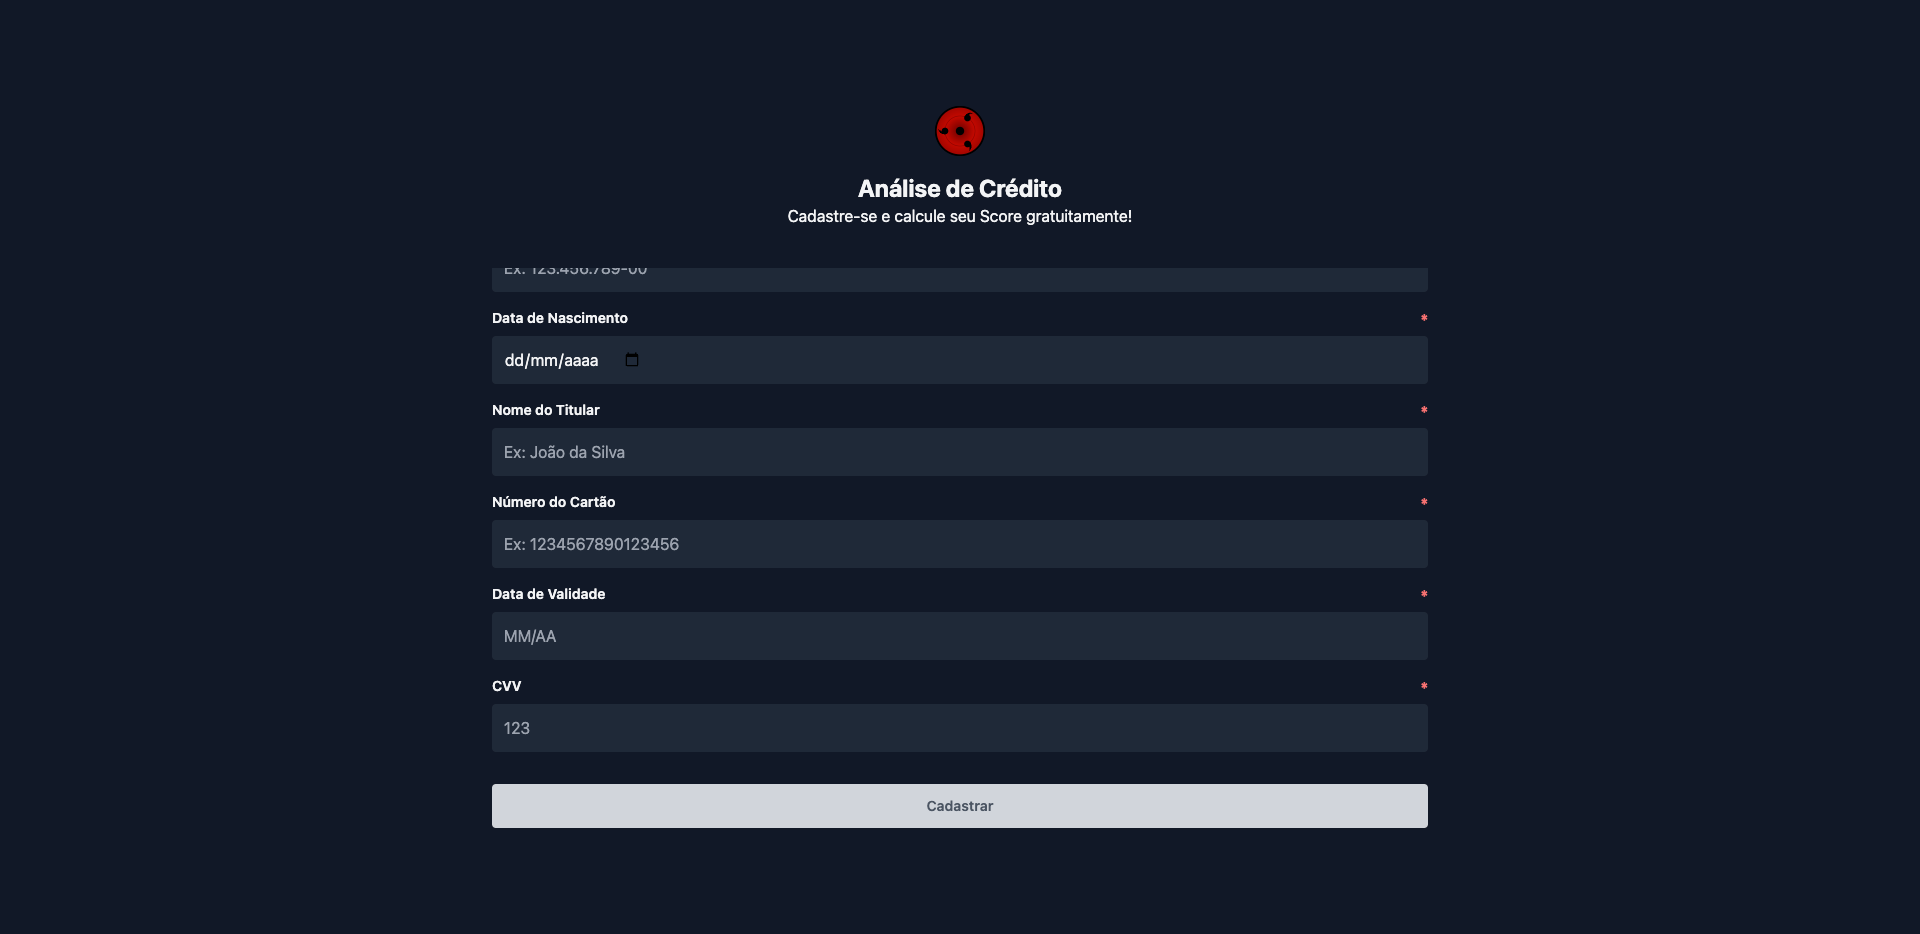 Análise de Crédito
Cadastre-se e calcule seu Score gratuitamente!
Ex: 123.456.789-00
Data de Nascimento *
dd/mm/aaaa
Nome do Titular *
Ex: João da Silva
Número do Cartão *
Ex: 1234567890123456
Data de Validade *
MM/AA
CVV *
123
Cadastrar